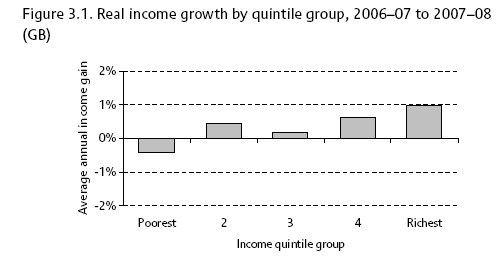 Figure 3.1. Real income growth by quintile group, 2006–07 to 2007–08
(GB)
Average annual income gain
2%
1%
0%
-1%
-2%
Poorest 2 3 4 Richest
Income quintile group